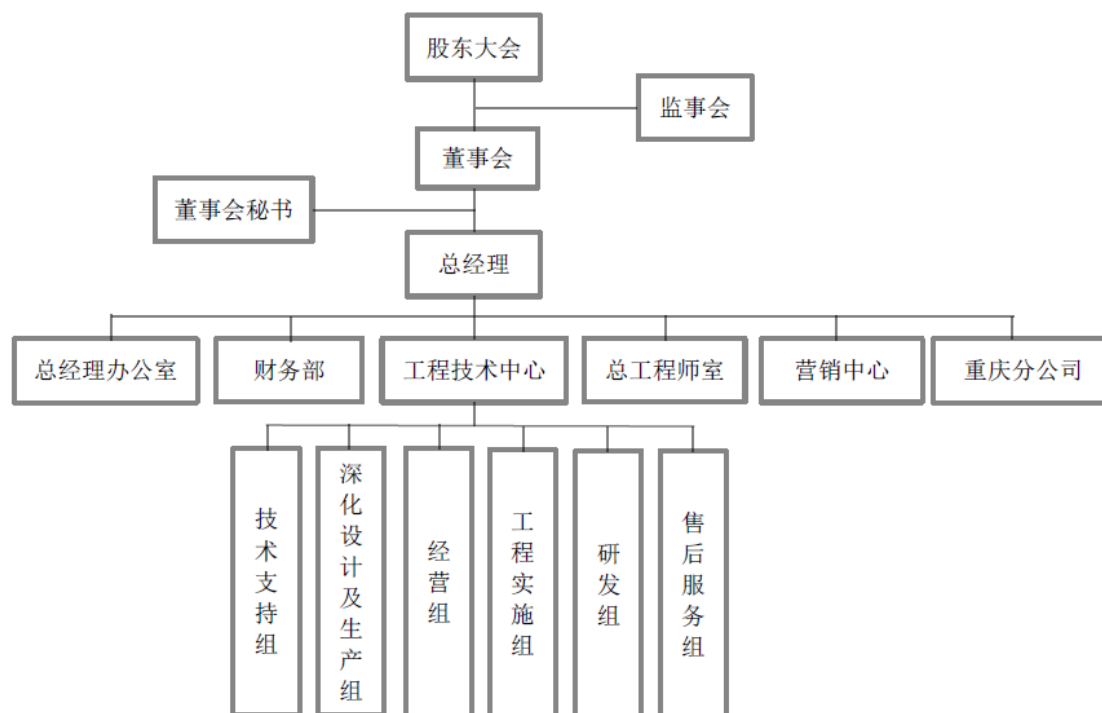 股东大会
监事会
董事会
董事会秘书
总经理
总经理办公室
财务部
工程技术中心
总工程师室
营销中心
重庆分公司
技术支持组
深化设计及生产组
经营组
工程实施组
研发组
售后服务组